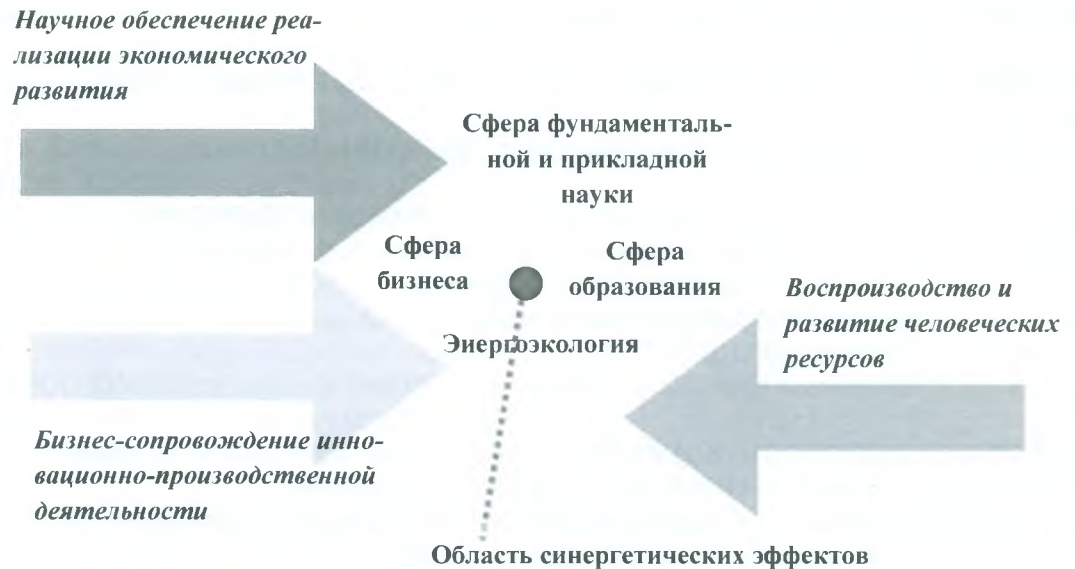 Научное обеспечение реа-
лизации экономического
развития
Сфера фундаменталь-
ной и прикладной
науки
Сфера
бизнеса
Сфера
образования
Эиергоэкология
Воспроизводство и
развитие человеческих
ресурсов
Бизнес-сопровождение инно-
вационно-производственной
деятельности
Область синергетических эффектов